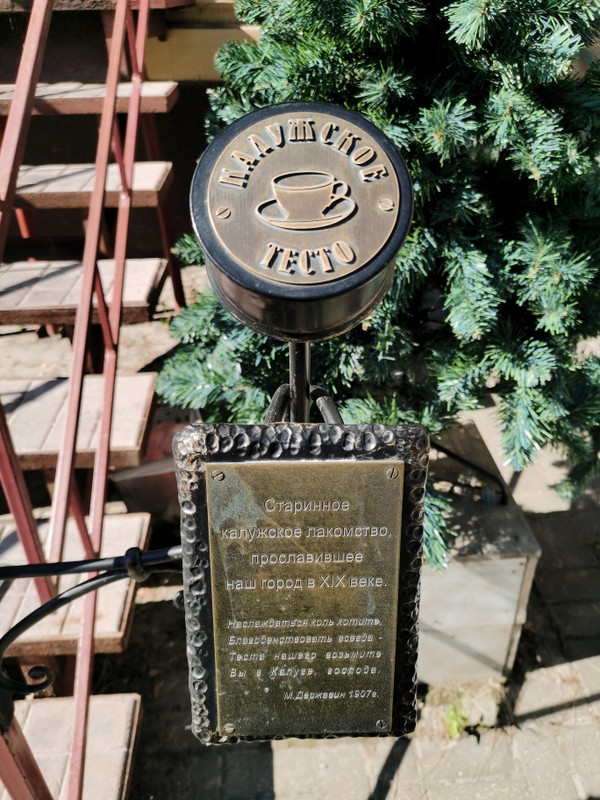 КАЛУЖСКОЕ
ТЕСТО
Старинное
калужское лакомство,
прославившее
наш город в XIX веке.
Наслаждаться коль хотите,
Благоденствовать всегда -
Теста нашего возьмите
Вы в Калуге, господа.
М.Державин 1907г.